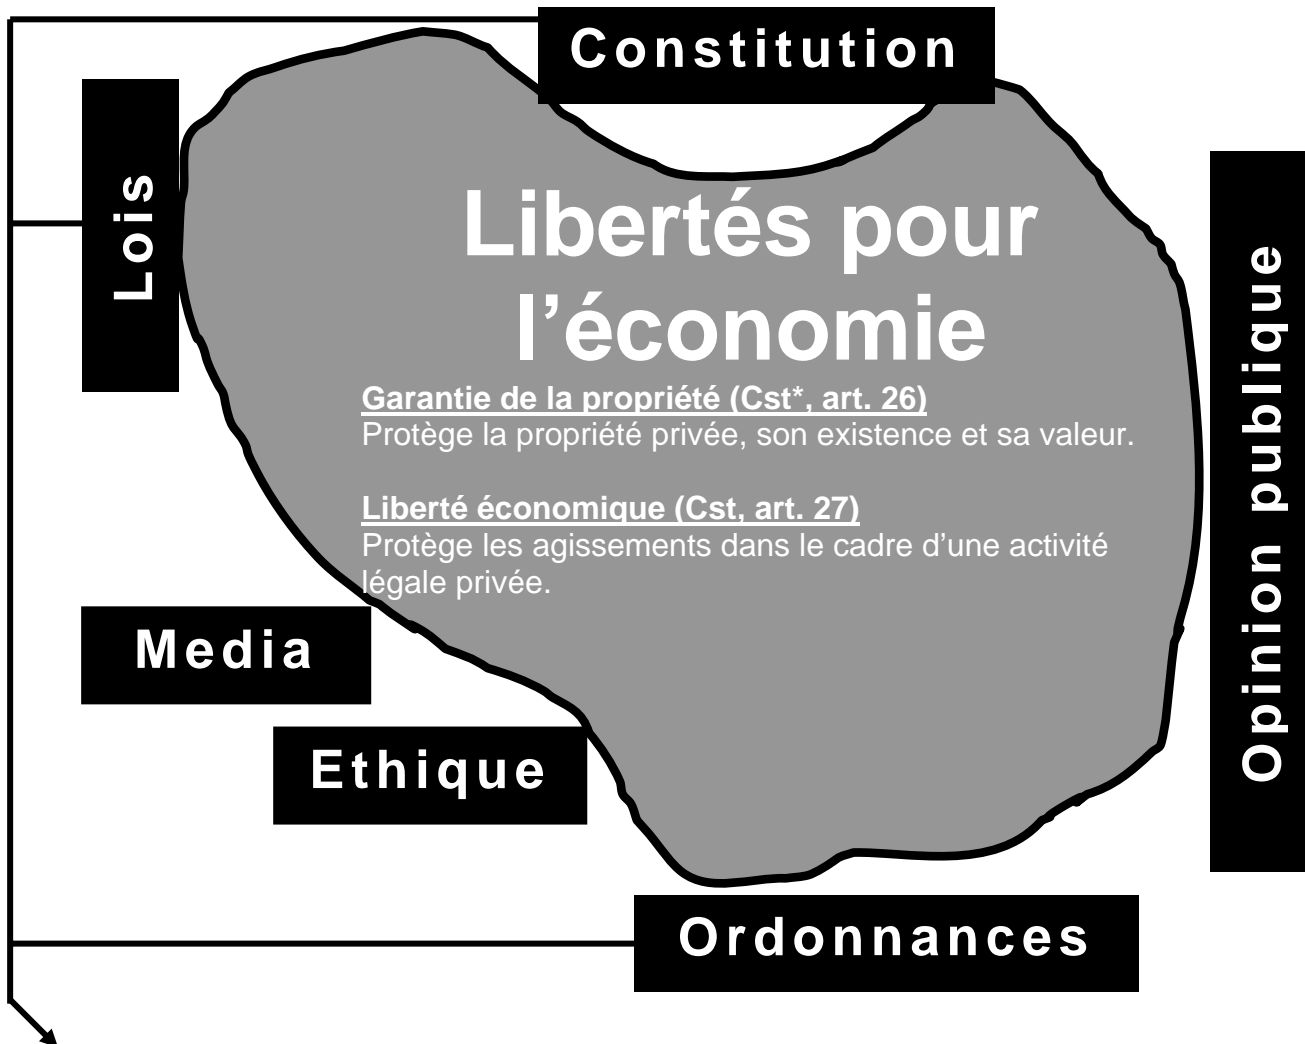 Constitution
Lois
Libertés pour
l’économie
Garantie de la propriété (Cst*, art. 26)
Protège la propriété privée, son existence et sa valeur.
Liberté économique (Cst, art. 27)
Protège les agissements dans le cadre d’une activité
légale privée.
Opinion publique
Media
Ethique
Ordonnances